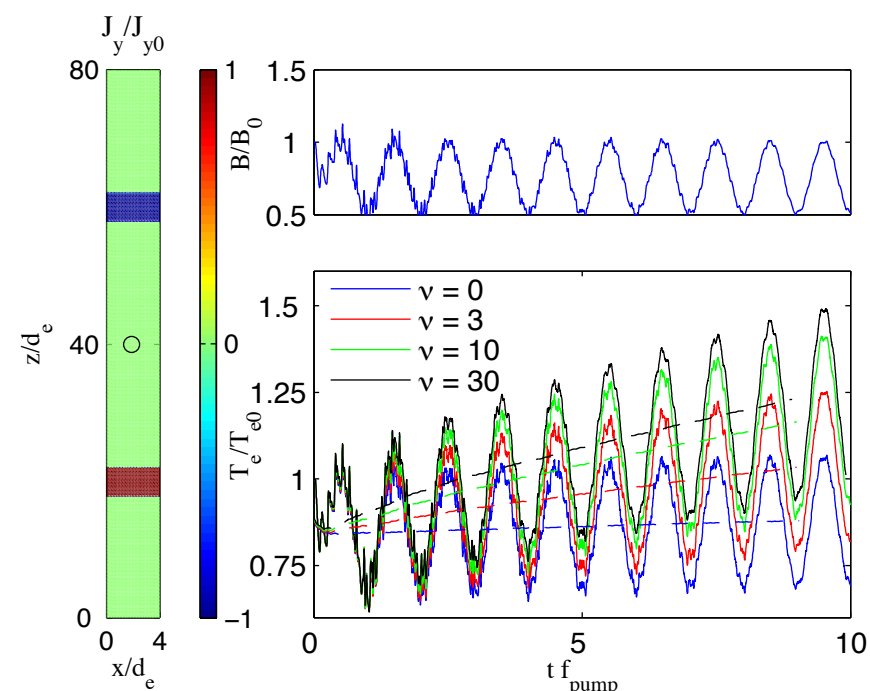 J_y/J_y0
80
z/d_e
40
0
0 4
x/d_e
1
0
−1
B/B_0
1.5
1
0.5
T_e/T_e0
1.5
1.25
1
0.75
ν = 0
ν = 3
ν = 10
ν = 30
0 5 10
t f_pump